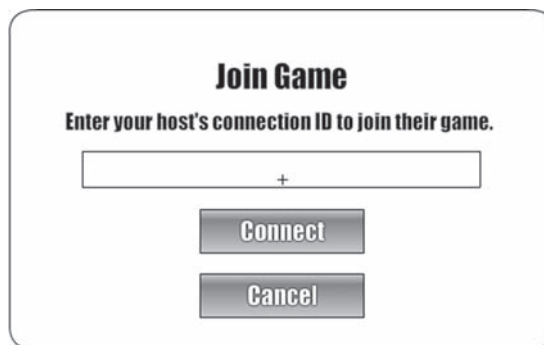 Join Game
Enter your host's connection ID to join their game.
Connect
Cancel